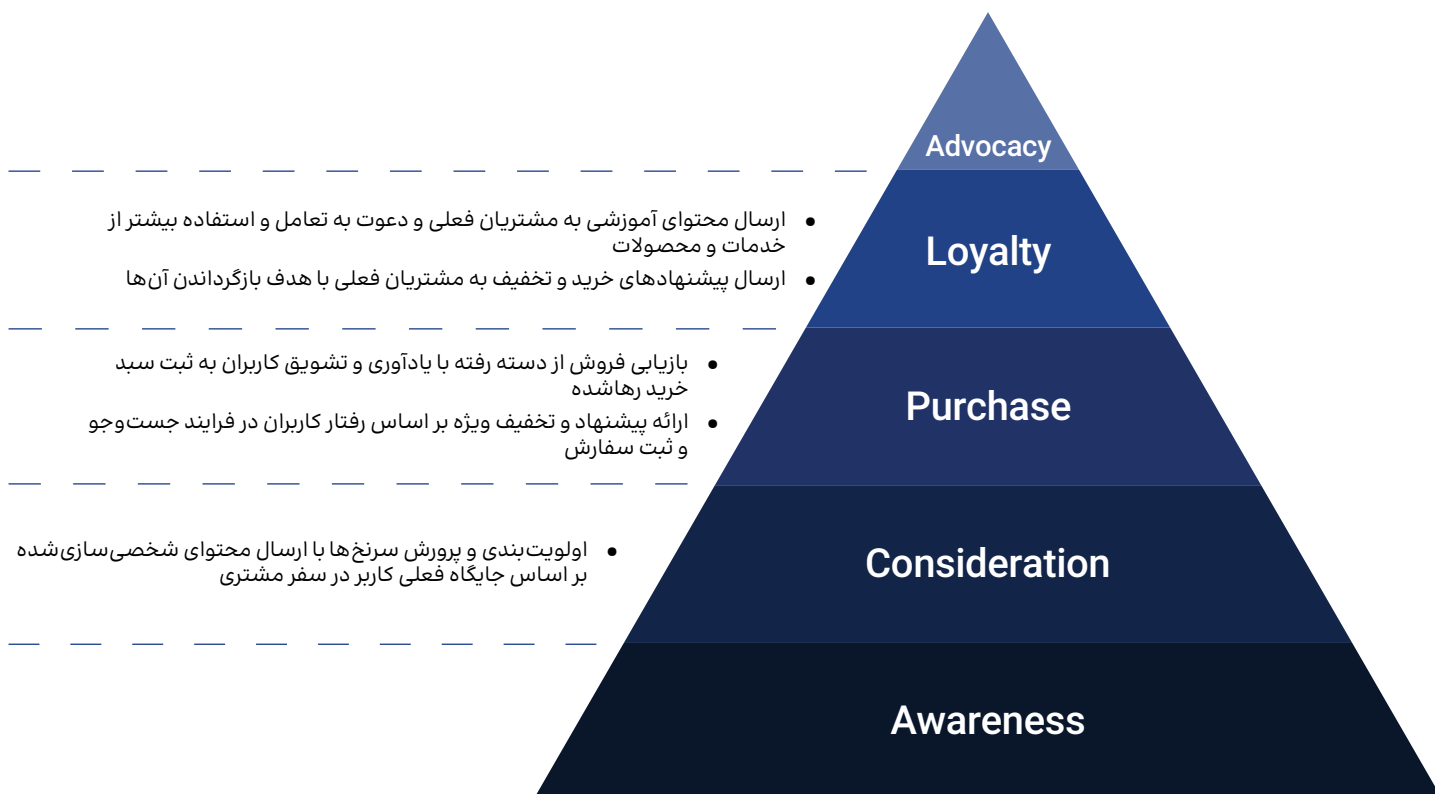 Advocacy
ارسال محتوای آموزشی به مشتریان فعلی و دعوت به تعامل و استفاده بیشتر از
خدمات و محصولات
ارسال پیشنهادهای خرید و تخفیف به مشتریان فعلی با هدف بازگرداندن آن‌ها
Loyalty
بازیابی فروش از دسته رفته با یادآوری و تشویق کاربران به ثبت سبد
خرید رهاشده
ارائه پیشنهاد و تخفیف ویژه بر اساس رفتار کاربران در فرایند جست‌وجو
و ثبت سفارش
Purchase
اولویت‌بندی و پرورش سرنخ‌ها با ارسال محتوای شخصی‌سازی‌شده
بر اساس جایگاه فعلی کاربر در سفر مشتری
Consideration
Awareness